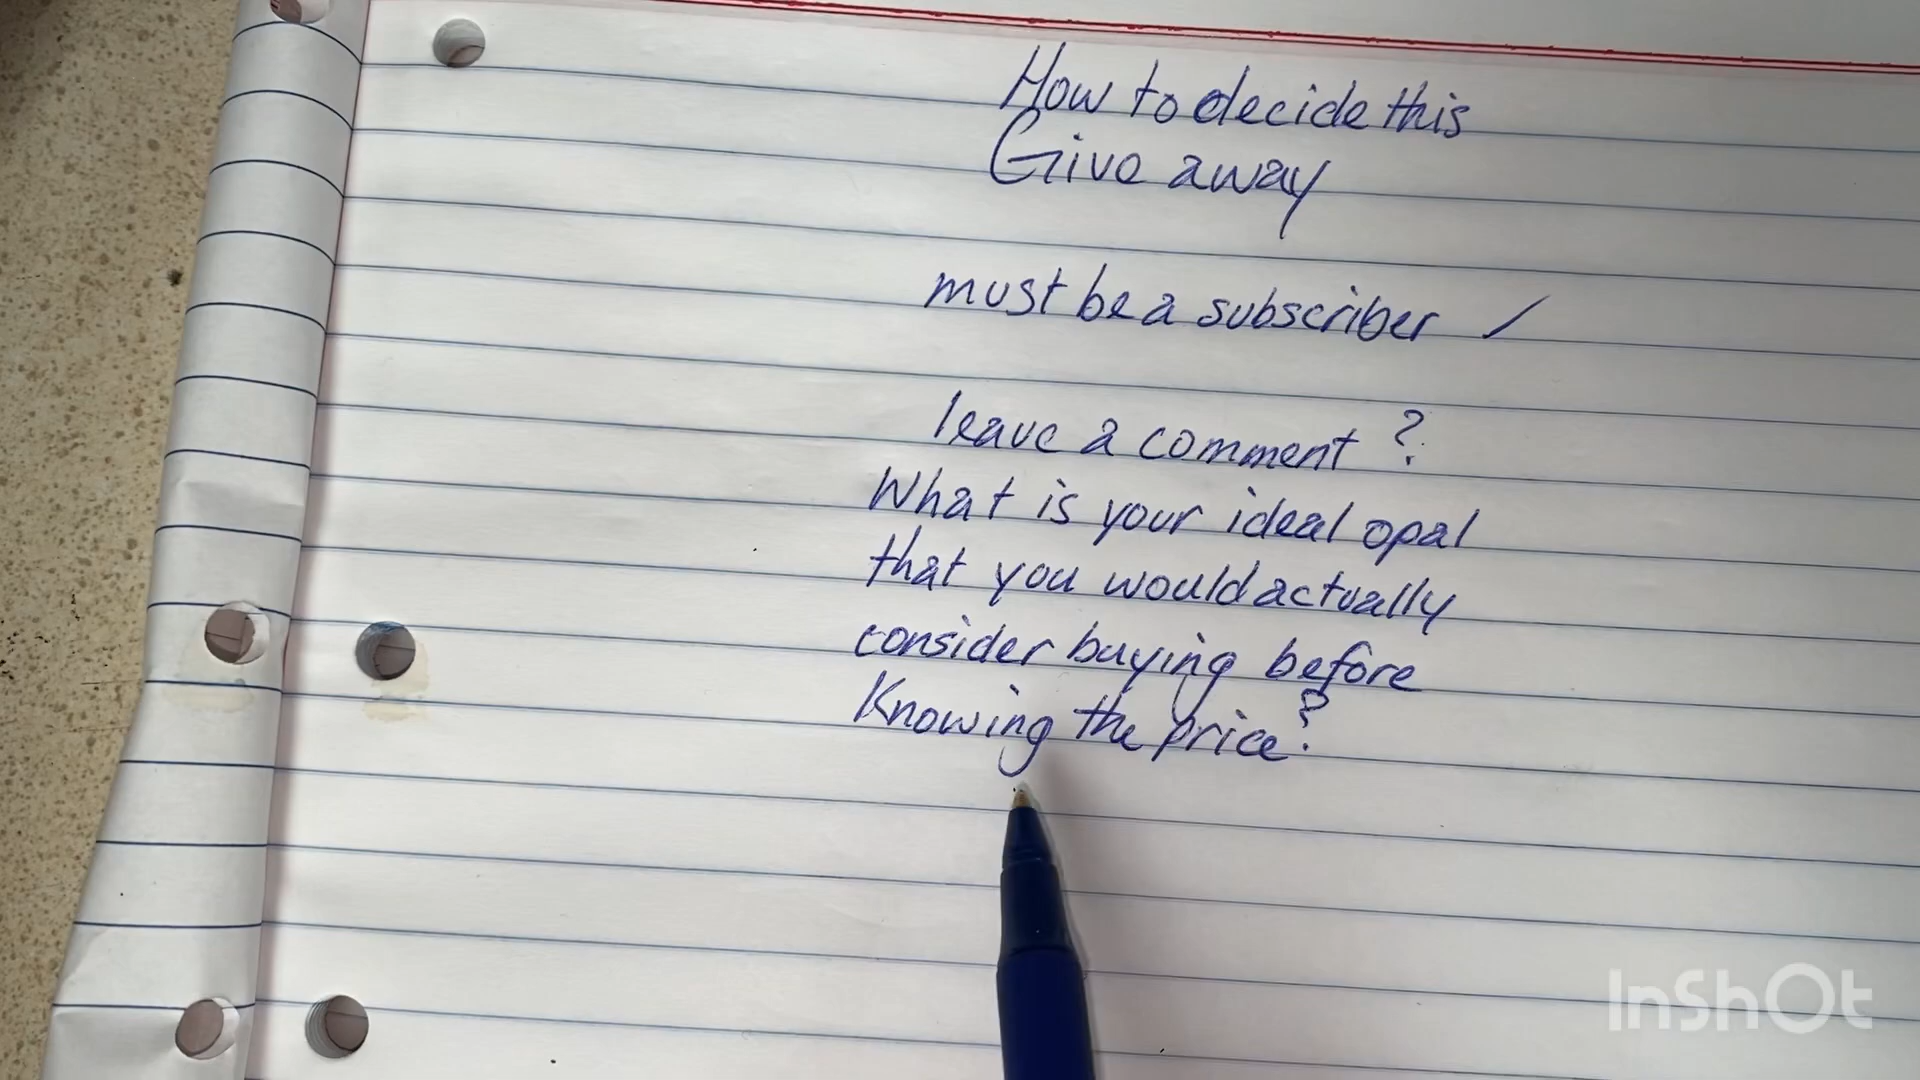 How to decide this
Give away
must be a subscriber ✓
leave a comment ?
What is your ideal opal
that you would actually
consider buying before
Knowing the price?
InShOt